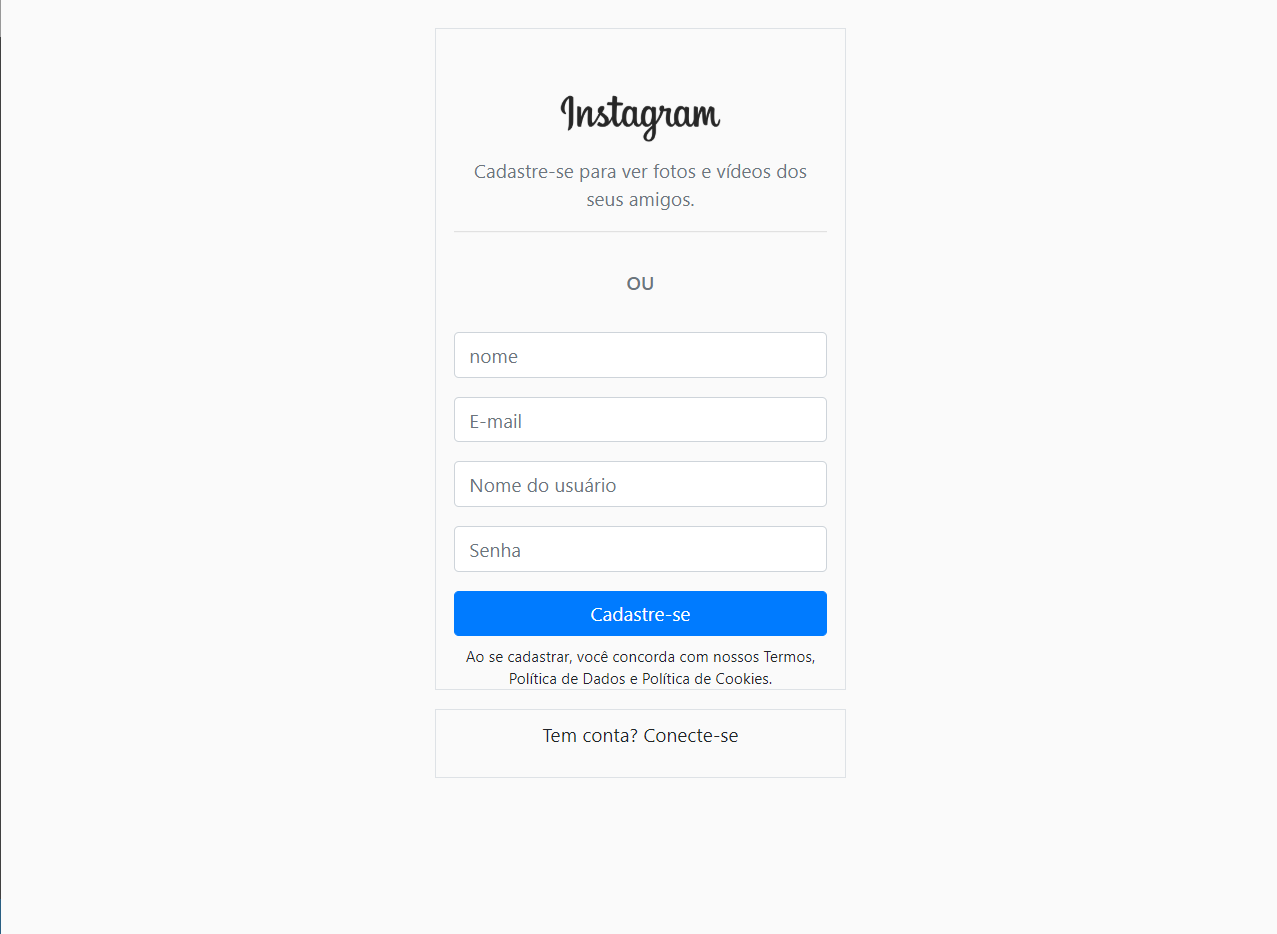 Instagram
Cadastre-se para ver fotos e vídeos dos
seus amigos.
OU
nome
E-mail
Nome do usuário
Senha
Cadastre-se
Ao se cadastrar, você concorda com nossos Termos,
Política de Dados e Política de Cookies.
Tem conta? Conecte-se